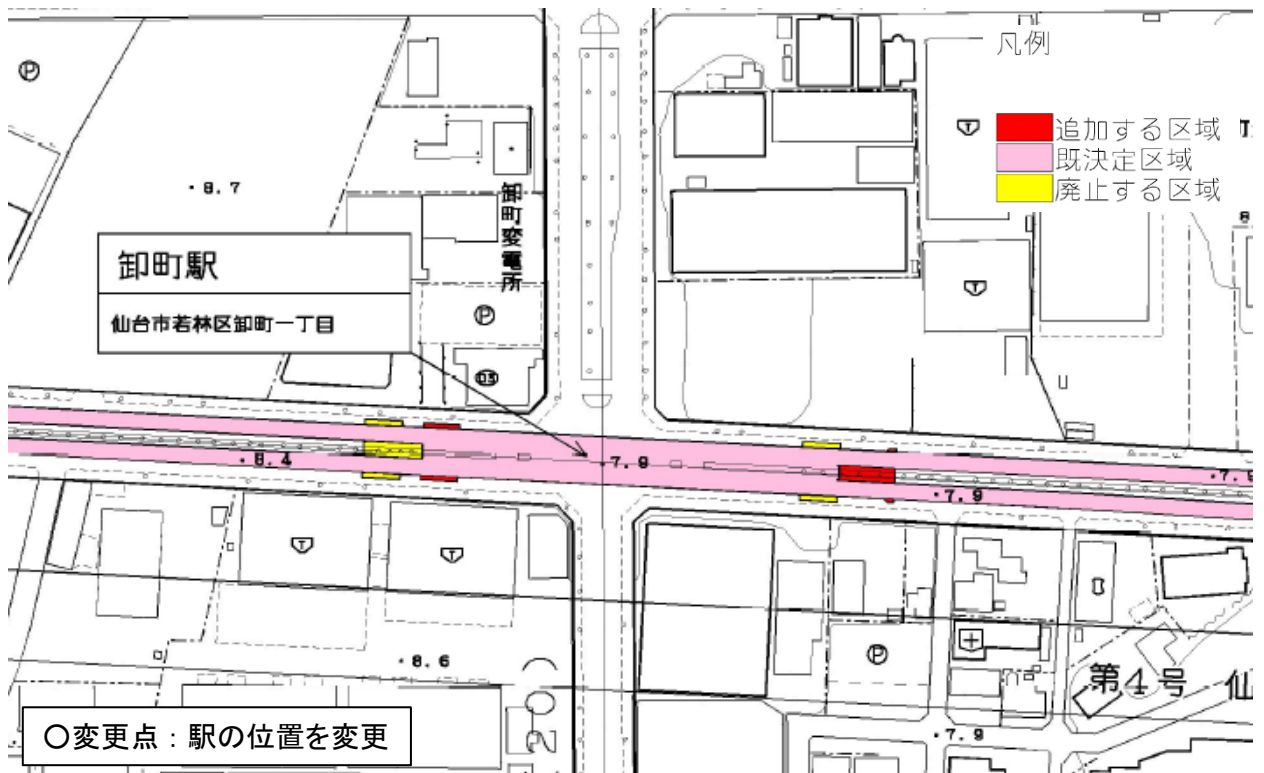 凡例
追加する区域
既決定区域
廃止する区域
P
T
・8.7
卸町変電所
卸町駅
仙台市若林区卸町一丁目
P
T
・8.4
・7.9
・7.9
T
T
・8.6
P
第4号
仙
・7.9
〇変更点：駅の位置を変更